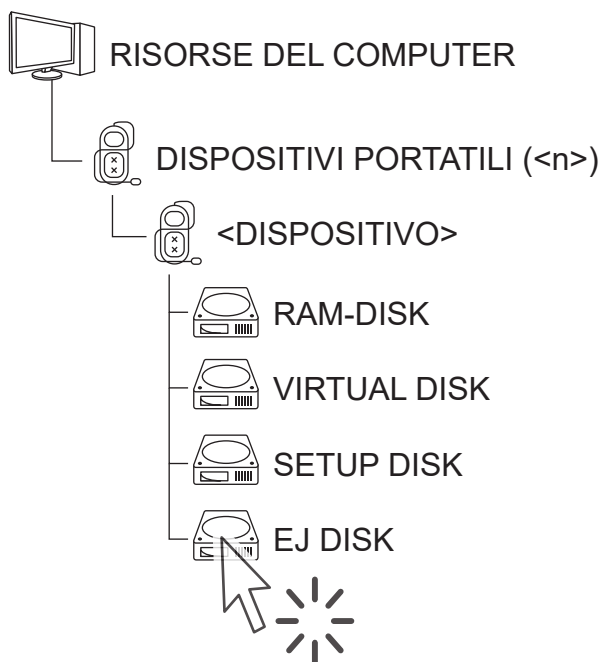 RISORSE DEL COMPUTER
DISPOSITIVI PORTATILI (<n>)
<DISPOSITIVO>
RAM-DISK
VIRTUAL DISK
SETUP DISK
EJ DISK